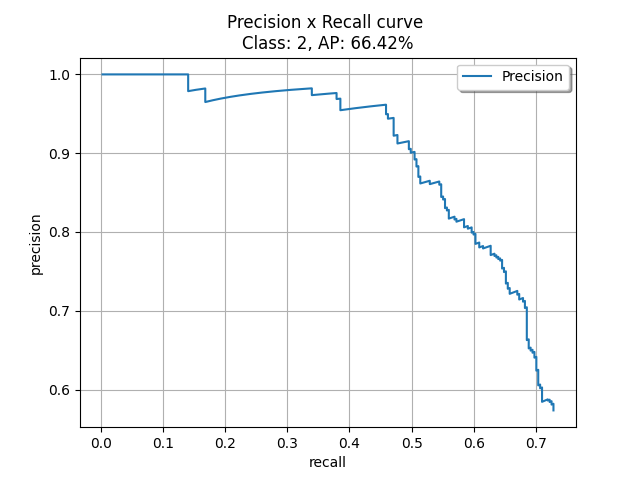 Precision x Recall curve
Class: 2, AP: 66.42%
Precision
1.0
0.9
0.8
0.7
0.6
precision
0.0 0.1 0.2 0.3 0.4 0.5 0.6 0.7
recall